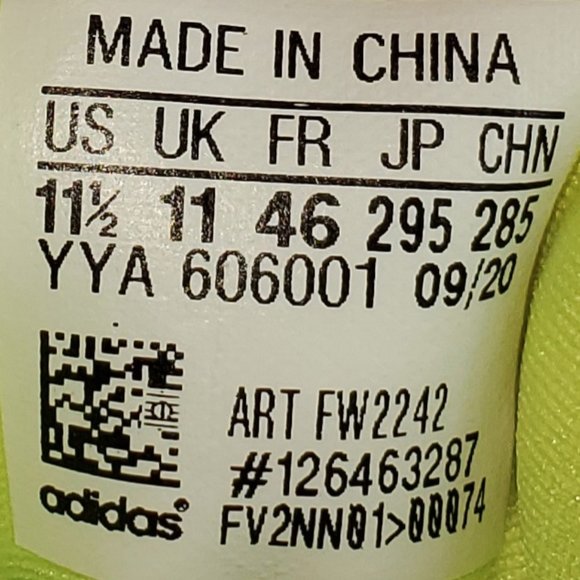 MADE IN CHINA
US UK FR JP CHN
11½ 11 46 295 285
YYA 606001 09/20
ART FW2242
#126463287
adidas®
FV2NN01>00074